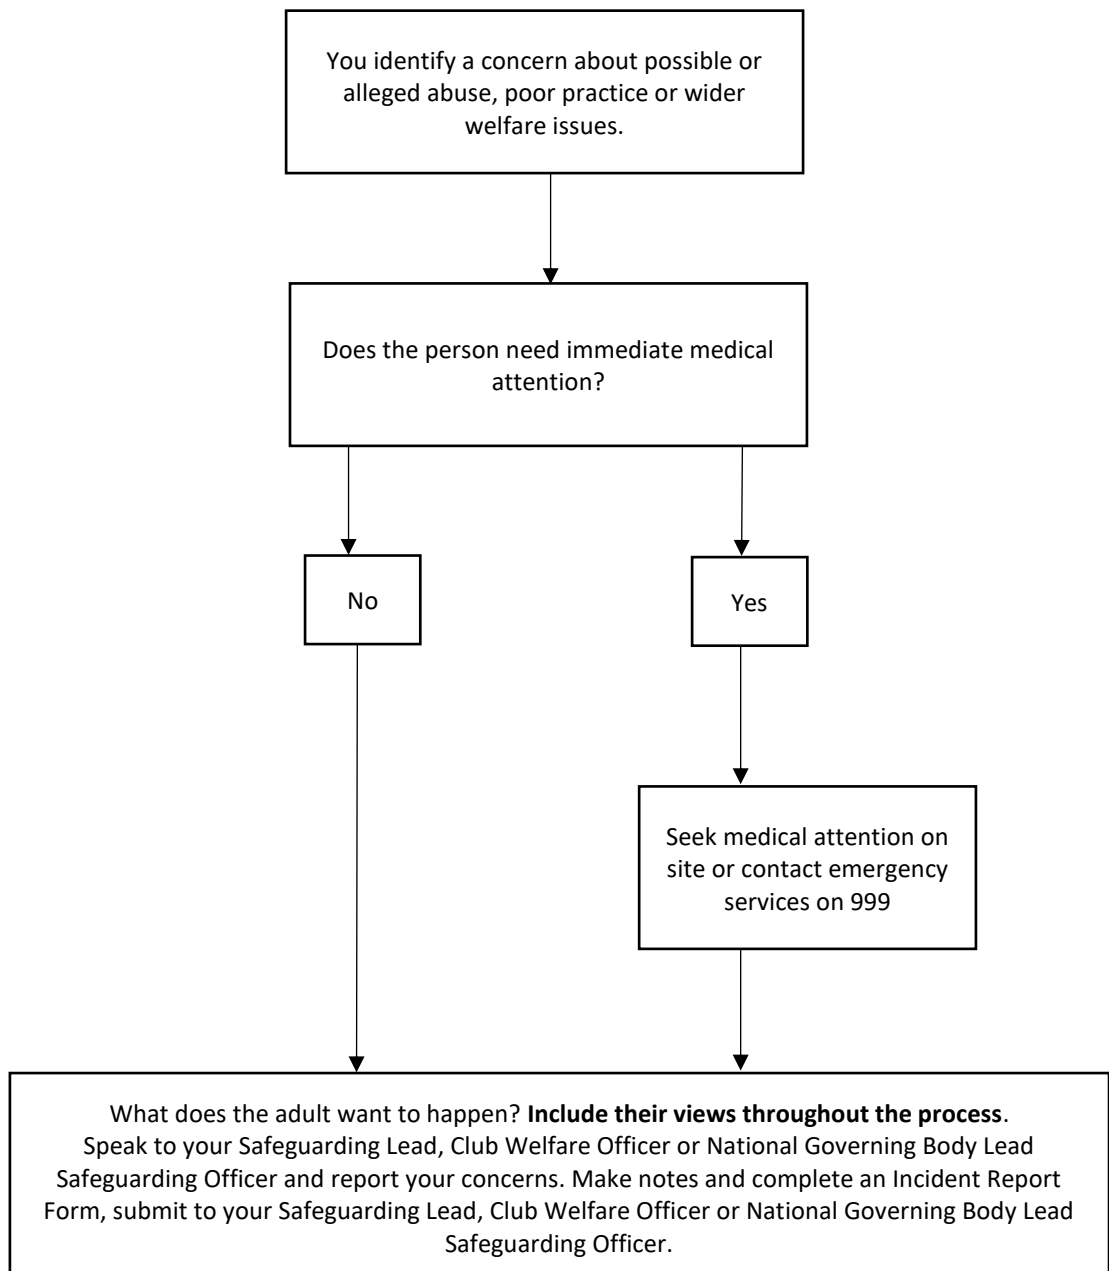 You identify a concern about possible or
alleged abuse, poor practice or wider
welfare issues.
Does the person need immediate medical
attention?
No
Yes
Seek medical attention on
site or contact emergency
services on 999
What does the adult want to happen? Include their views throughout the process.
Speak to your Safeguarding Lead, Club Welfare Officer or National Governing Body Lead
Safeguarding Officer and report your concerns. Make notes and complete an Incident Report
Form, submit to your Safeguarding Lead, Club Welfare Officer or National Governing Body Lead
Safeguarding Officer.